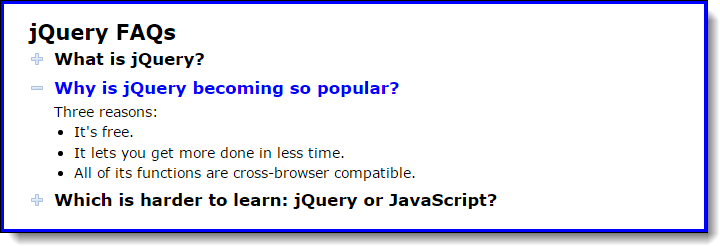 jQuery FAQs
What is jQuery?
Why is jQuery becoming so popular?
Three reasons:
It's free.
It lets you get more done in less time.
All of its functions are cross-browser compatible.
Which is harder to learn: jQuery or JavaScript?